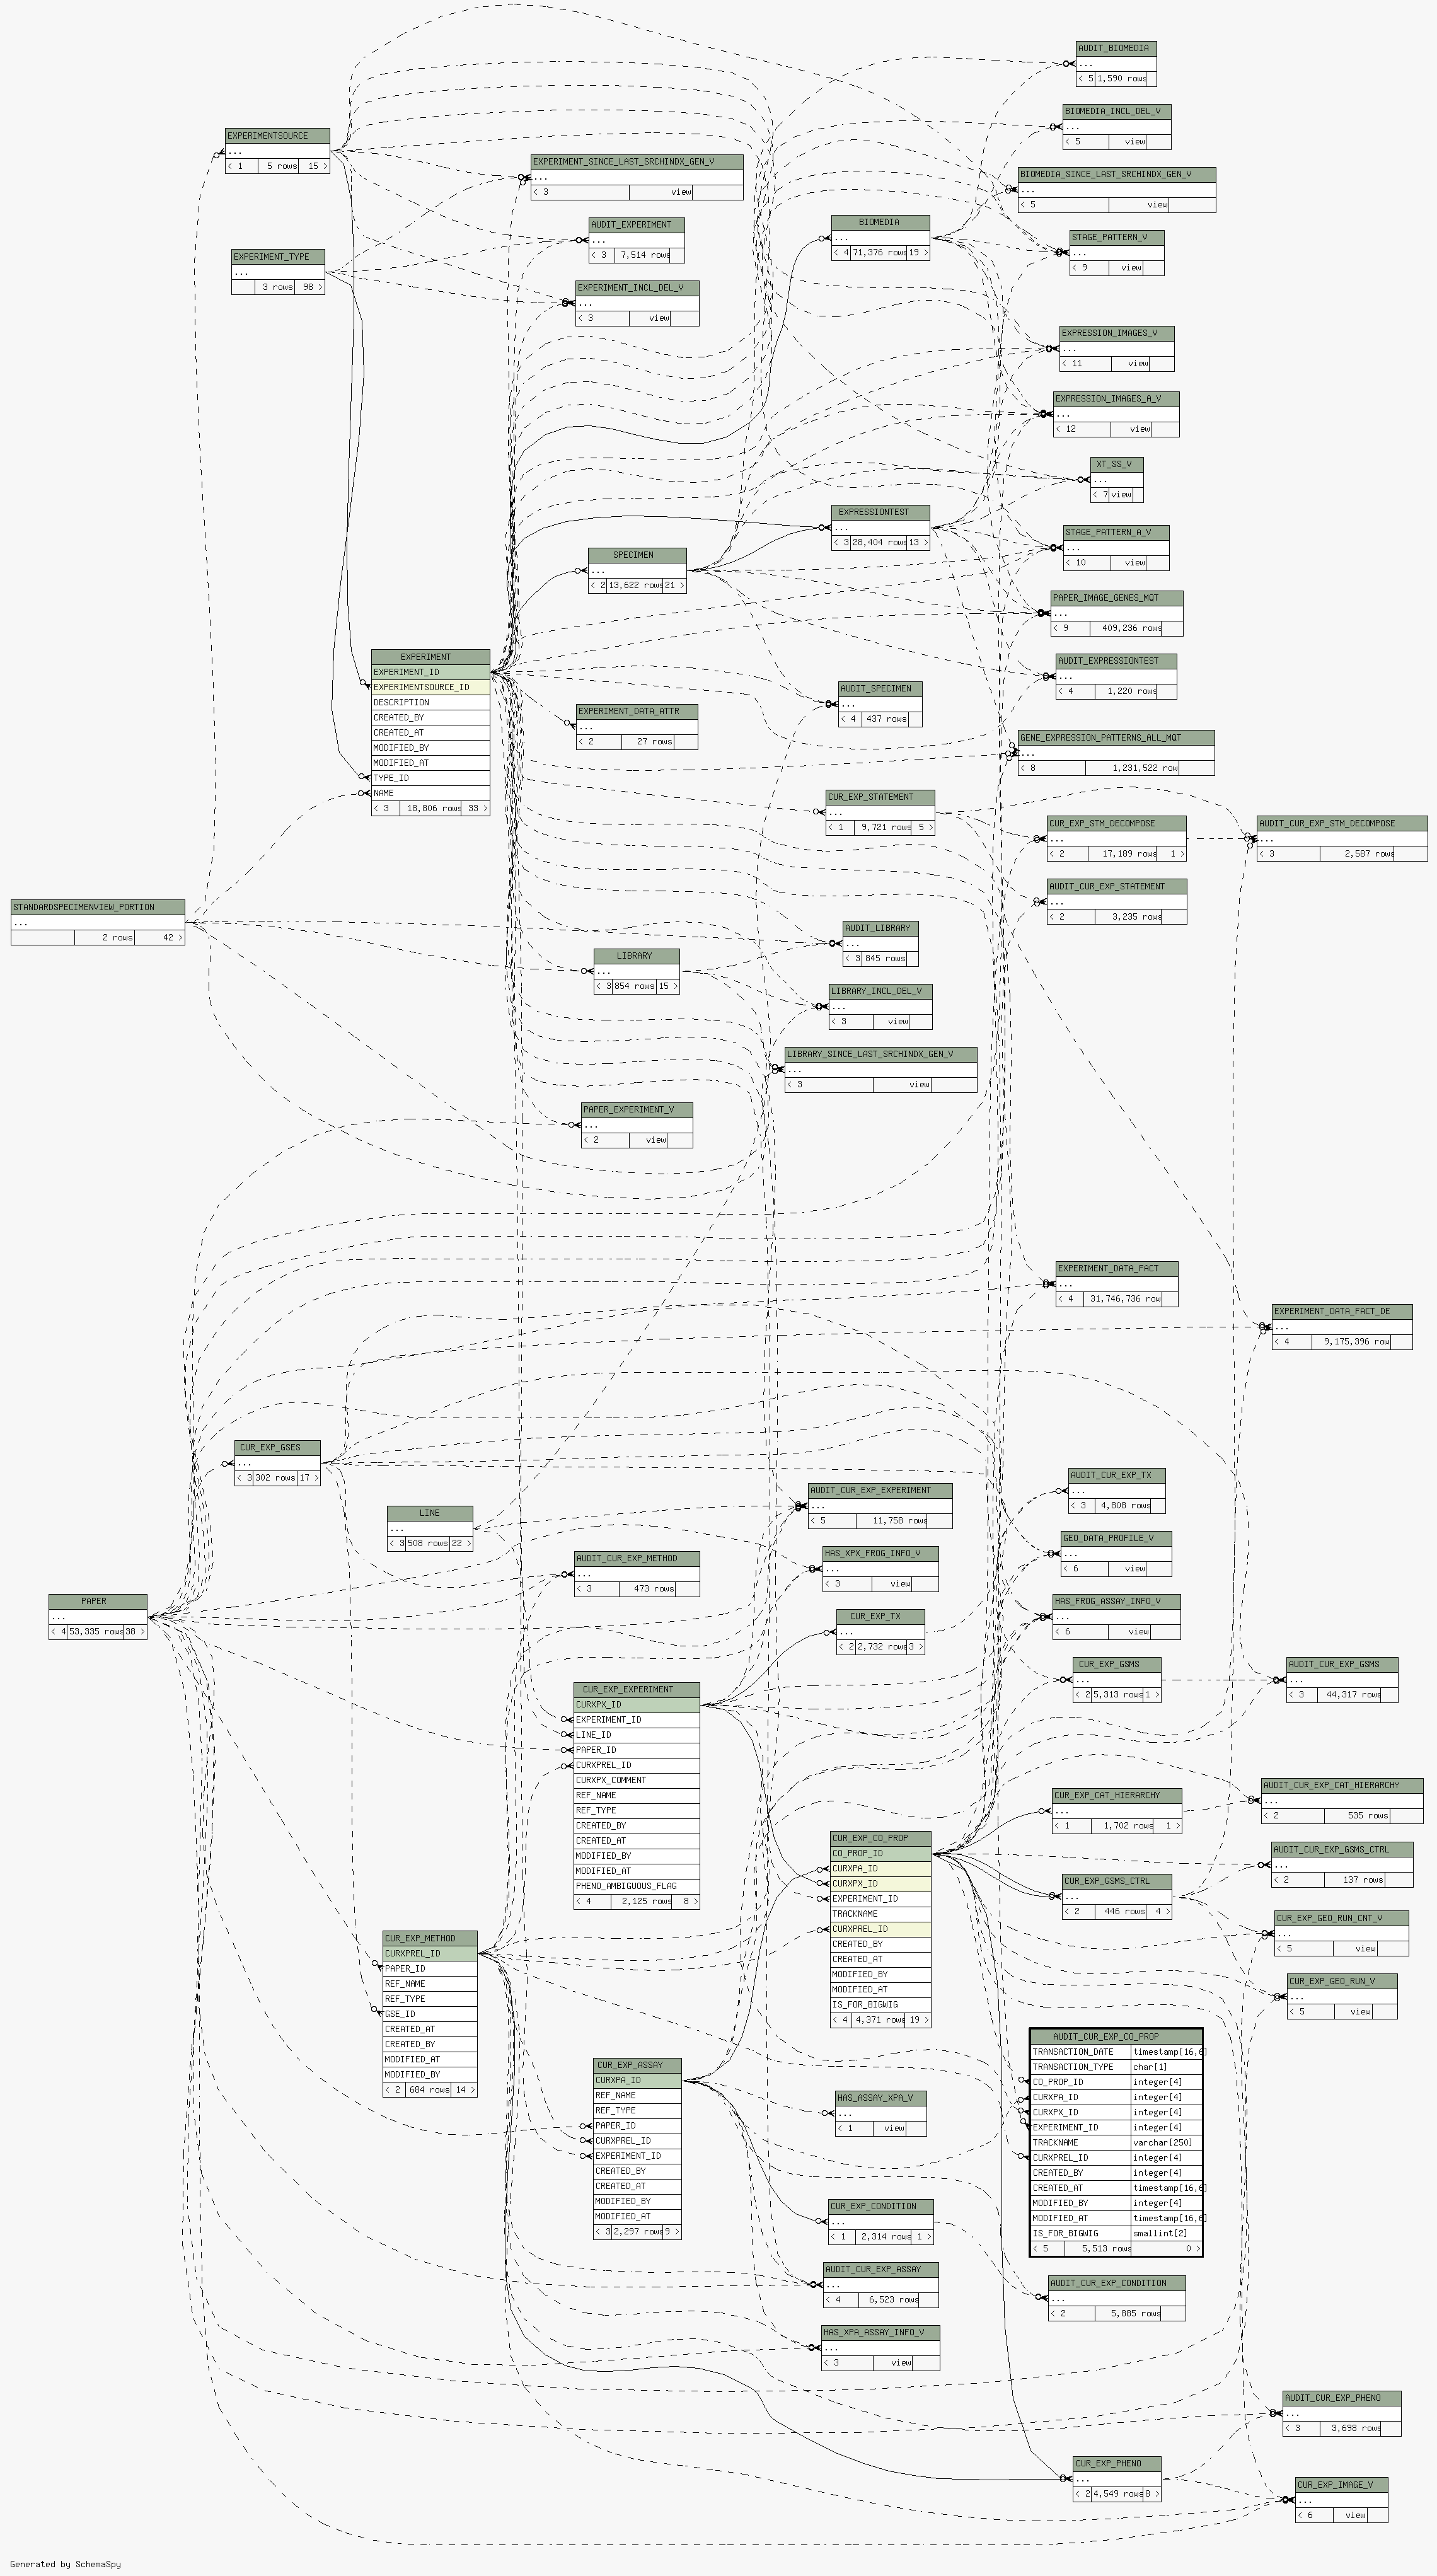 AUDIT_BIOMEDIA
...
< 5 1,590 rows
BIOMEDIA_INCL_DEL_V
...
< 5 view
EXPERIMENTSOURCE
...
< 1 5 rows 15 >
EXPERIMENT_SINCE_LAST_SRCHINDX_GEN_V
...
< 3 view
BIOMEDIA_SINCE_LAST_SRCHINDX_GEN_V
...
< 5 view
AUDIT_EXPERIMENT
...
< 3 7,514 rows
BIOMEDIA
...
< 4 71,376 rows 19 >
STAGE_PATTERN_V
...
< 9 view
EXPERIMENT_TYPE
...
3 rows 98 >
EXPERIMENT_INCL_DEL_V
...
< 3 view
EXPRESSION_IMAGES_V
...
< 11 view
EXPRESSION_IMAGES_A_V
...
< 12 view
XT_SS_V
...
< 7 view
EXPRESSIONTEST
...
< 3 28,404 rows 13 >
STAGE_PATTERN_A_V
...
< 10 view
SPECIMEN
...
< 2 13,622 rows 21 >
PAPER_IMAGE_GENES_MQT
...
< 9 409,236 rows
EXPERIMENT
EXPERIMENT_ID
EXPERIMENTSOURCE_ID
DESCRIPTION
CREATED_BY
CREATED_AT
MODIFIED_BY
MODIFIED_AT
TYPE_ID
NAME
< 3 18,806 rows 33 >
AUDIT_EXPRESSIONTEST
...
< 4 1,220 rows
AUDIT_SPECIMEN
...
< 4 437 rows
EXPERIMENT_DATA_ATTR
...
< 2 27 rows
GENE_EXPRESSION_PATTERNS_ALL_MQT
...
< 8 1,231,522 row
CUR_EXP_STATEMENT
...
< 1 9,721 rows 5 >
CUR_EXP_STM_DECOMPOSE
...
< 2 17,189 rows 1 >
AUDIT_CUR_EXP_STM_DECOMPOSE
...
< 3 2,587 rows
AUDIT_CUR_EXP_STATEMENT
...
< 2 3,235 rows
STANDARDSPECIMENVIEW_PORTION
...
2 rows 42 >
AUDIT_LIBRARY
...
< 3 845 rows
LIBRARY
...
< 3 854 rows 15 >
LIBRARY_INCL_DEL_V
...
< 3 view
LIBRARY_SINCE_LAST_SRCHINDX_GEN_V
...
< 3 view
PAPER_EXPERIMENT_V
...
< 2 view
EXPERIMENT_DATA_FACT
...
< 4 31,746,736 row
EXPERIMENT_DATA_FACT_DE
...
< 4 9,175,396 row
CUR_EXP_GSES
...
< 3 302 rows 17 >
AUDIT_CUR_EXP_TX
...
< 3 4,808 rows
AUDIT_CUR_EXP_EXPERIMENT
...
< 5 11,758 rows
LINE
...
< 3 508 rows 22 >
GEO_DATA_PROFILE_V
...
< 6 view
HAS_XPX_FROG_INFO_V
...
< 3 view
AUDIT_CUR_EXP_METHOD
...
< 3 473 rows
PAPER
...
< 4 53,335 rows 38 >
HAS_FROG_ASSAY_INFO_V
...
< 6 view
CUR_EXP_TX
...
< 2 2,732 rows 3 >
CUR_EXP_GSMS
...
< 2 5,313 rows 1 >
AUDIT_CUR_EXP_GSMS
...
< 3 44,317 rows
CUR_EXP_EXPERIMENT
CURXPX_ID
EXPERIMENT_ID
LINE_ID
PAPER_ID
CURXPREL_ID
CURXPX_COMMENT
REF_NAME
REF_TYPE
CREATED_BY
CREATED_AT
MODIFIED_BY
MODIFIED_AT
PHENO_AMBIGUOUS_FLAG
< 4 2,125 rows 8 >
AUDIT_CUR_EXP_CAT_HIERARCHY
...
< 2 535 rows
CUR_EXP_CAT_HIERARCHY
...
< 1 1,702 rows 1 >
CUR_EXP_CO_PROP
CO_PROP_ID
CURXPA_ID
CURXPX_ID
EXPERIMENT_ID
TRACKNAME
CURXPREL_ID
CREATED_BY
CREATED_AT
MODIFIED_BY
MODIFIED_AT
IS_FOR_BIGWIG
< 4 4,371 rows 19 >
AUDIT_CUR_EXP_GSMS_CTRL
...
< 2 137 rows
CUR_EXP_GSMS_CTRL
...
< 2 446 rows 4 >
CUR_EXP_GEO_RUN_CNT_V
...
< 5 view
CUR_EXP_GEO_RUN_V
...
< 5 view
CUR_EXP_METHOD
CURXPREL_ID
PAPER_ID
REF_NAME
REF_TYPE
GSE_ID
CREATED_AT
CREATED_BY
MODIFIED_AT
MODIFIED_BY
< 2 684 rows 14 >
AUDIT_CUR_EXP_CO_PROP
TRANSACTION_DATE timestamp[16,6]
TRANSACTION_TYPE char[1]
CO_PROP_ID integer[4]
CURXPA_ID integer[4]
CURXPX_ID integer[4]
EXPERIMENT_ID integer[4]
TRACKNAME varchar[250]
CURXPREL_ID integer[4]
CREATED_BY integer[4]
CREATED_AT timestamp[16,6]
MODIFIED_BY integer[4]
MODIFIED_AT timestamp[16,6]
IS_FOR_BIGWIG smallint[2]
< 5 5,513 rows 0 >
CUR_EXP_ASSAY
CURXPA_ID
REF_NAME
REF_TYPE
PAPER_ID
CURXPREL_ID
EXPERIMENT_ID
CREATED_BY
CREATED_AT
MODIFIED_BY
MODIFIED_AT
< 3 2,297 rows 9 >
HAS_ASSAY_XPA_V
...
< 1 view
CUR_EXP_CONDITION
...
< 1 2,314 rows 1 >
AUDIT_CUR_EXP_ASSAY
...
< 4 6,523 rows
AUDIT_CUR_EXP_CONDITION
...
< 2 5,885 rows
HAS_XPA_ASSAY_INFO_V
...
< 3 view
AUDIT_CUR_EXP_PHENO
...
< 3 3,698 rows
CUR_EXP_PHENO
...
< 2 4,549 rows 8 >
CUR_EXP_IMAGE_V
...
< 6 view
Generated by SchemaSpy